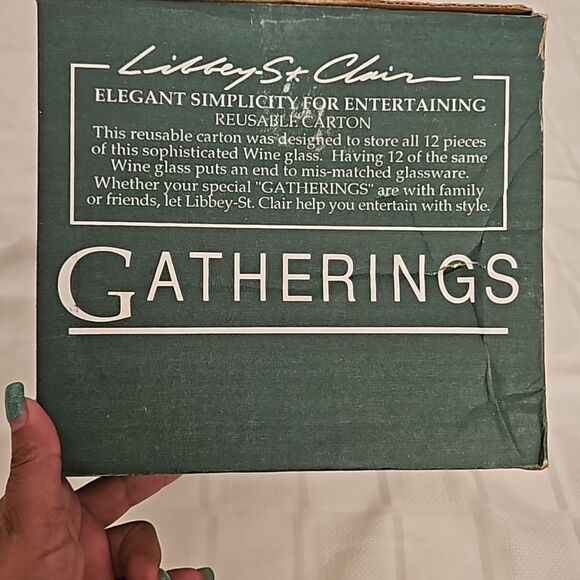 Libbey-St. Clair
ELEGANT SIMPLICITY FOR ENTERTAINING
REUSABLE CARTON
This reusable carton was designed to store all 12 pieces
of this sophisticated Wine glass. Having 12 of the same
Wine glass puts an end to mis-matched glassware.
Whether your special "GATHERINGS" are with family
or friends, let Libbey-St. Clair help you entertain with style.
GATHERINGS